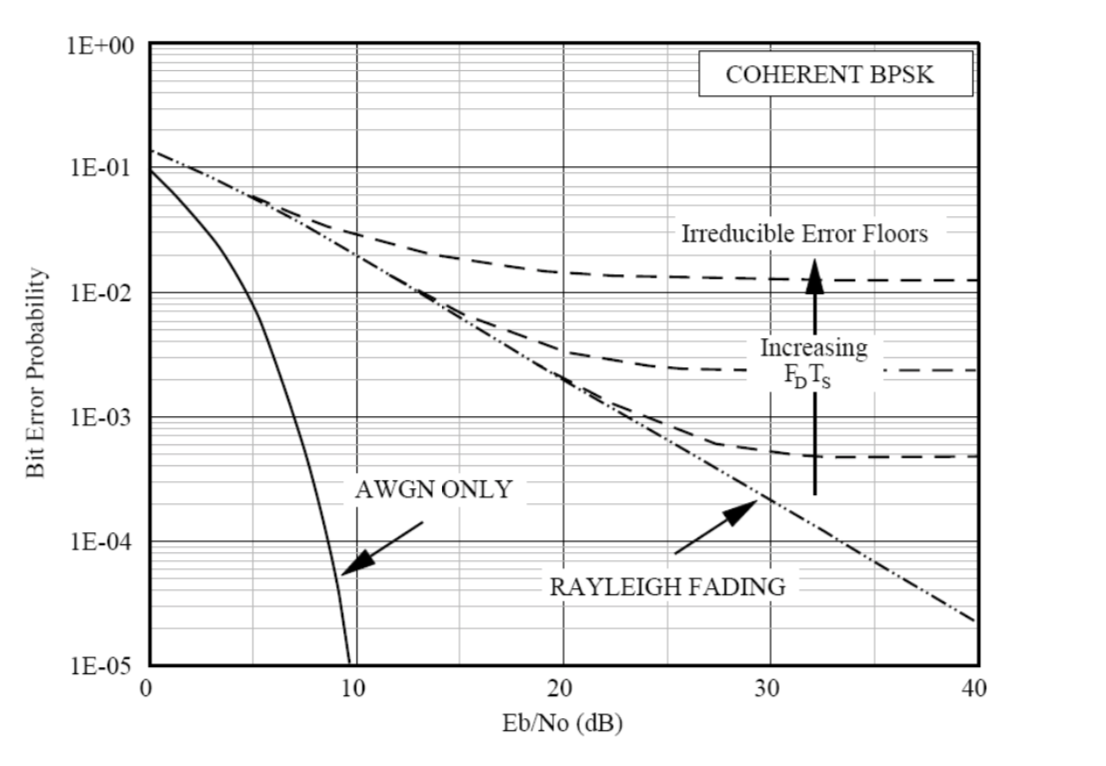 COHERENT BPSK
1E+00
1E-01
1E-02
1E-03
1E-04
1E-05
Bit Error Probability
Irreducible Error Floors
Increasing
FDTS
AWGN ONLY
RAYLEIGH FADING
0
10
20
30
40
Eb/No (dB)